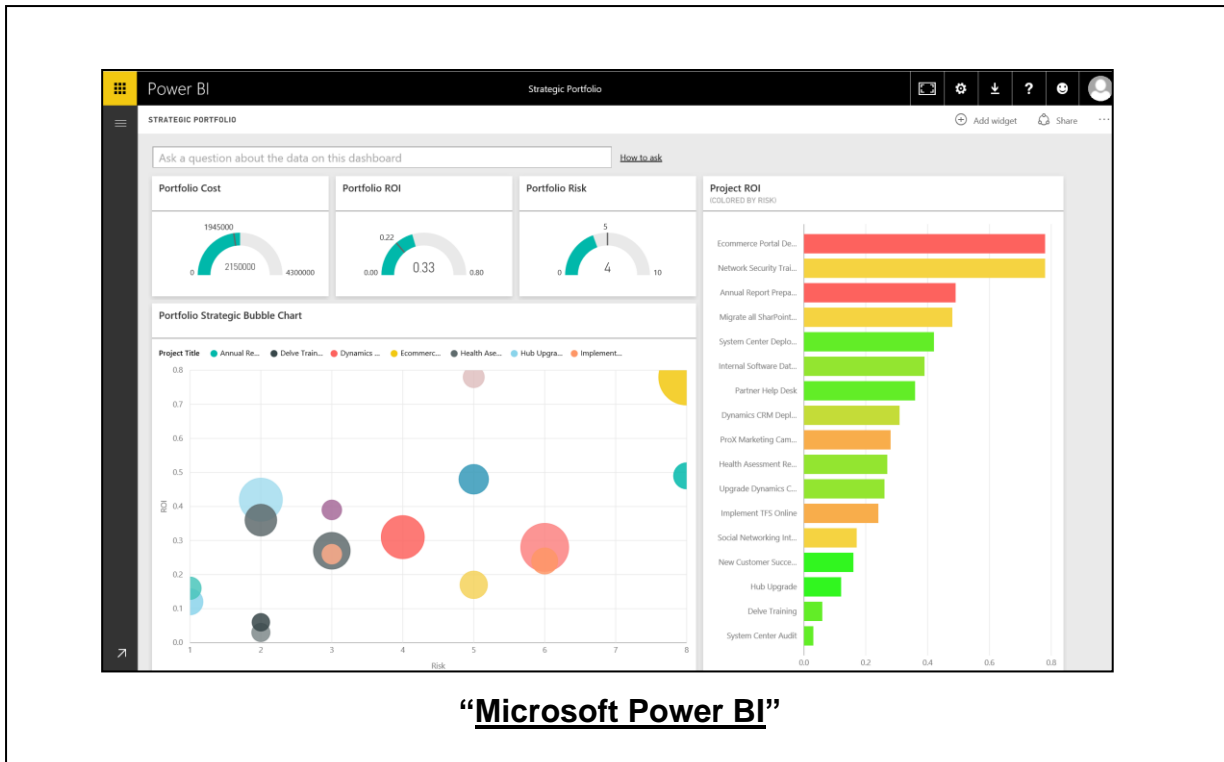 Power BI
Strategic Portfolio
?
STRATEGIC PORTFOLIO
Add widget
Share
...
Ask a question about the data on this dashboard
How to ask
Portfolio Cost
1945000
2150000
0
4300000
Portfolio ROI
0.22
0.33
0.00
0.80
Portfolio Risk
5
4
0
10
Portfolio Strategic Bubble Chart
Project Title Annual Re... Delve Train... Dynamics ... Ecommerc... Health Ase... Hub Upgra... Implement...
0.8
0.7
0.6
0.5
0.4
0.3
0.2
0.1
0.0
ROI
1 2 3 4 5 6 7 8
Risk
Project ROI
(COLORED BY RISK)
Ecommerce Portal De...
Network Security Trai...
Annual Report Prepa...
Migrate all SharPoint...
System Center Deplo...
Internal Software Dat...
Partner Help Desk
Dynamics CRM Depl...
ProX Marketing Cam...
Health Asessment Re...
Upgrade Dynamics C...
Implement TFS Online
Social Networking Int...
New Customer Succe...
Hub Upgrade
Delve Training
System Center Audit
0.0 0.2 0.4 0.6 0.8
“Microsoft Power BI”